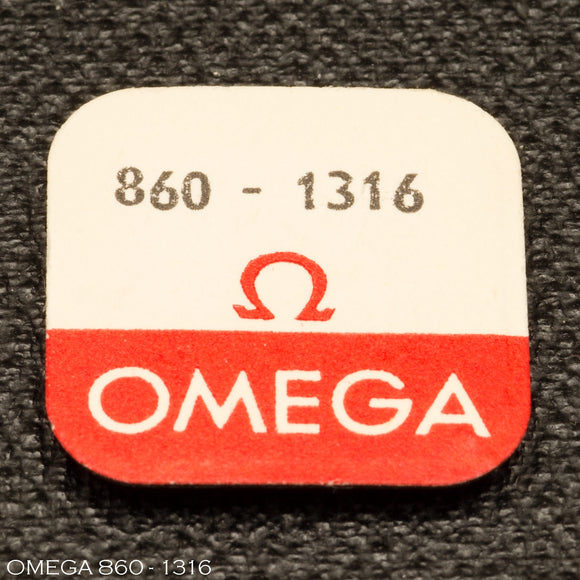 860 - 1316
Ω
OMEGA
OMEGA 860 - 1316